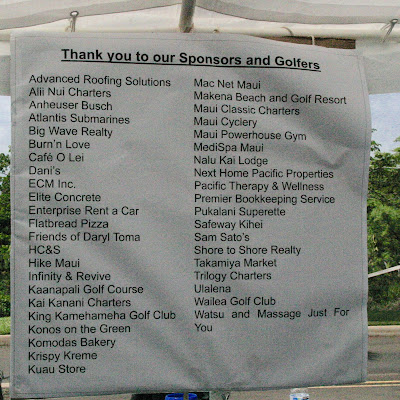 Thank you to our Sponsors and Golfers
Advanced Roofing Solutions
Alii Nui Charters
Anheuser Busch
Atlantis Submarines
Big Wave Realty
Burn'n Love
Café O Lei
Dani's
ECM Inc.
Elite Concrete
Enterprise Rent a Car
Flatbread Pizza
Friends of Daryl Toma
HC&S
Hike Maui
Infinity & Revive
Kaanapali Golf Course
Kai Kanani Charters
King Kamehameha Golf Club
Konos on the Green
Komodas Bakery
Krispy Kreme
Kuau Store
Mac Net Maui
Makena Beach and Golf Resort
Maui Classic Charters
Maui Cyclery
Maui Powerhouse Gym
MediSpa Maui
Nalu Kai Lodge
Next Home Pacific Properties
Pacific Therapy & Wellness
Premier Bookkeeping Service
Pukalani Superette
Safeway Kihei
Sam Sato's
Shore to Shore Realty
Takamiya Market
Trilogy Charters
Ulalena
Wailea Golf Club
Watsu and Massage Just For
You